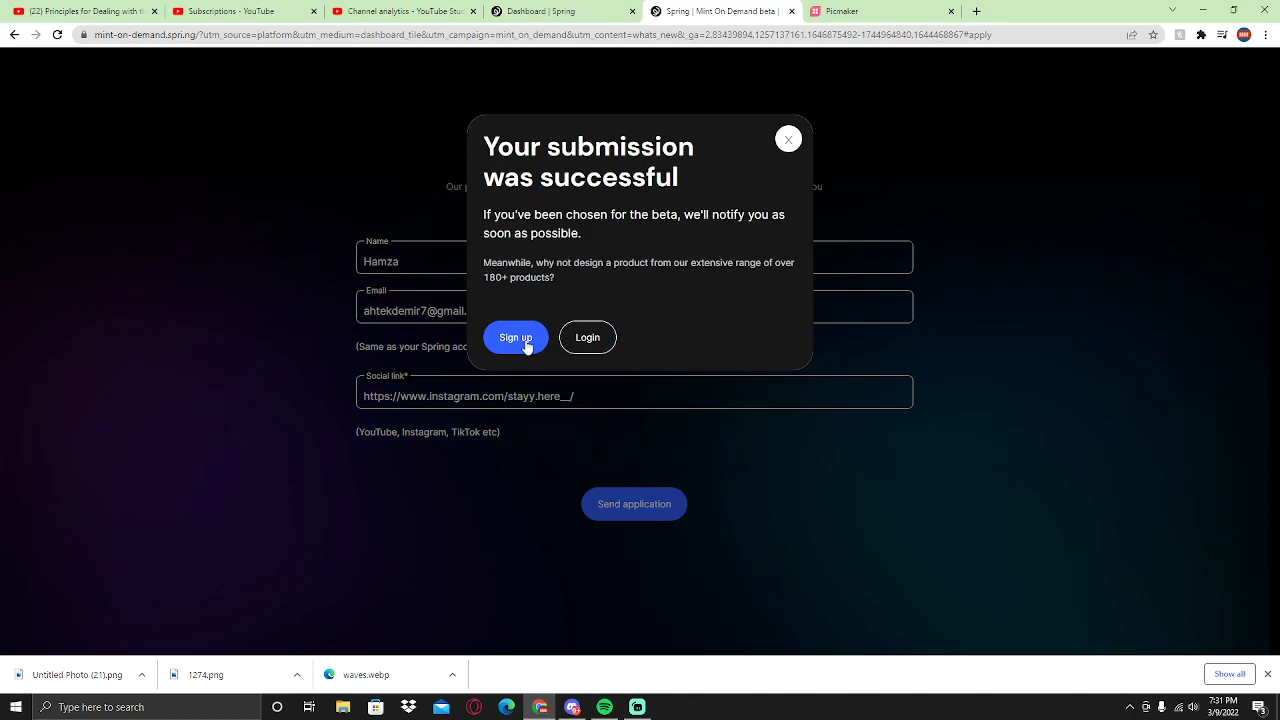 (22) Principles for Dealing with th
Subscriptions - YouTube
Channel analytics - YouTube Stud
Dashboard | Spring
Spring | Mint On Demand beta |
Picmaker
mint-on-demand.spri.ng/?utm_source=platform&utm_medium=dashboard_tile&utm_campaign=mint_on_demand&utm_content=whats_new&_ga=2.83439894.1257137161.1646875492-1744964840.1644468867#apply
Your submission
was successful
X
Our
ou
If you've been chosen for the beta, we'll notify you as
soon as possible.
Name
Hamza
Meanwhile, why not design a product from our extensive range of over
180+ products?
Email
ahtekdemir7@gmail.
Sign up
Login
(Same as your Spring acc
Social link*
https://www.instagram.com/stayy.here__/
(YouTube, Instagram, TikTok etc)
Send application
Untitled Photo (21).png
1274.png
waves.webp
Show all
Type here to search
7:31 PM
3/9/2022